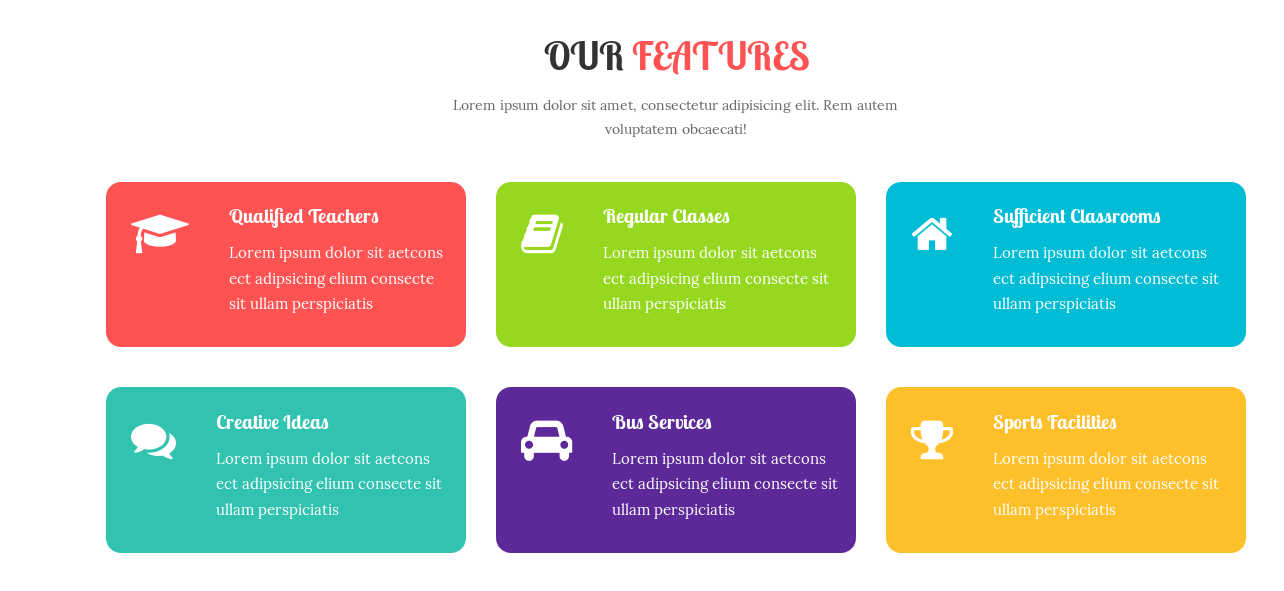 OUR FEATURES
Lorem ipsum dolor sit amet, consectetur adipisicing elit. Rem autem
voluptatem obcaecati!
Qualified Teachers
Lorem ipsum dolor sit aetcons
ect adipsicing elium consecte
sit ullam perspiciatis
Regular Classes
Lorem ipsum dolor sit aetcons
ect adipsicing elium consecte sit
ullam perspiciatis
Sufficient Classrooms
Lorem ipsum dolor sit aetcons
ect adipsicing elium consecte sit
ullam perspiciatis
Creative Ideas
Lorem ipsum dolor sit aetcons
ect adipsicing elium consecte sit
ullam perspiciatis
Bus Services
Lorem ipsum dolor sit aetcons
ect adipsicing elium consecte sit
ullam perspiciatis
Sports Facilities
Lorem ipsum dolor sit aetcons
ect adipsicing elium consecte sit
ullam perspiciatis